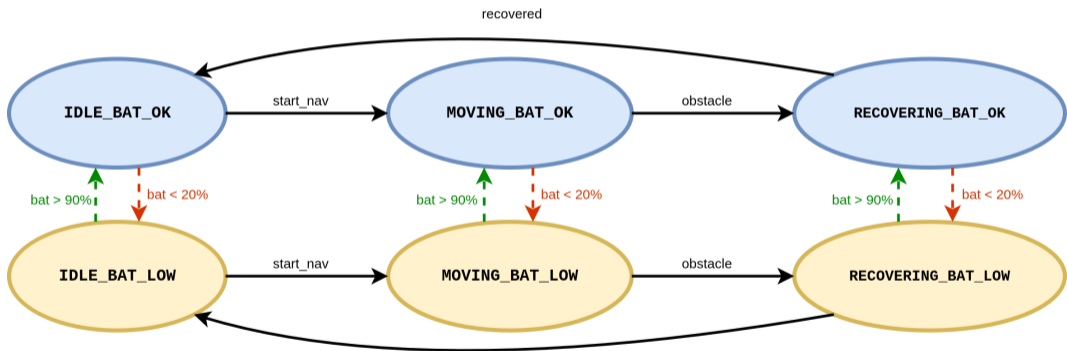 recovered
IDLE_BAT_OK
start_nav
MOVING_BAT_OK
obstacle
RECOVERING_BAT_OK
bat > 90%
bat < 20%
bat > 90%
bat < 20%
bat > 90%
bat < 20%
IDLE_BAT_LOW
start_nav
MOVING_BAT_LOW
obstacle
RECOVERING_BAT_LOW